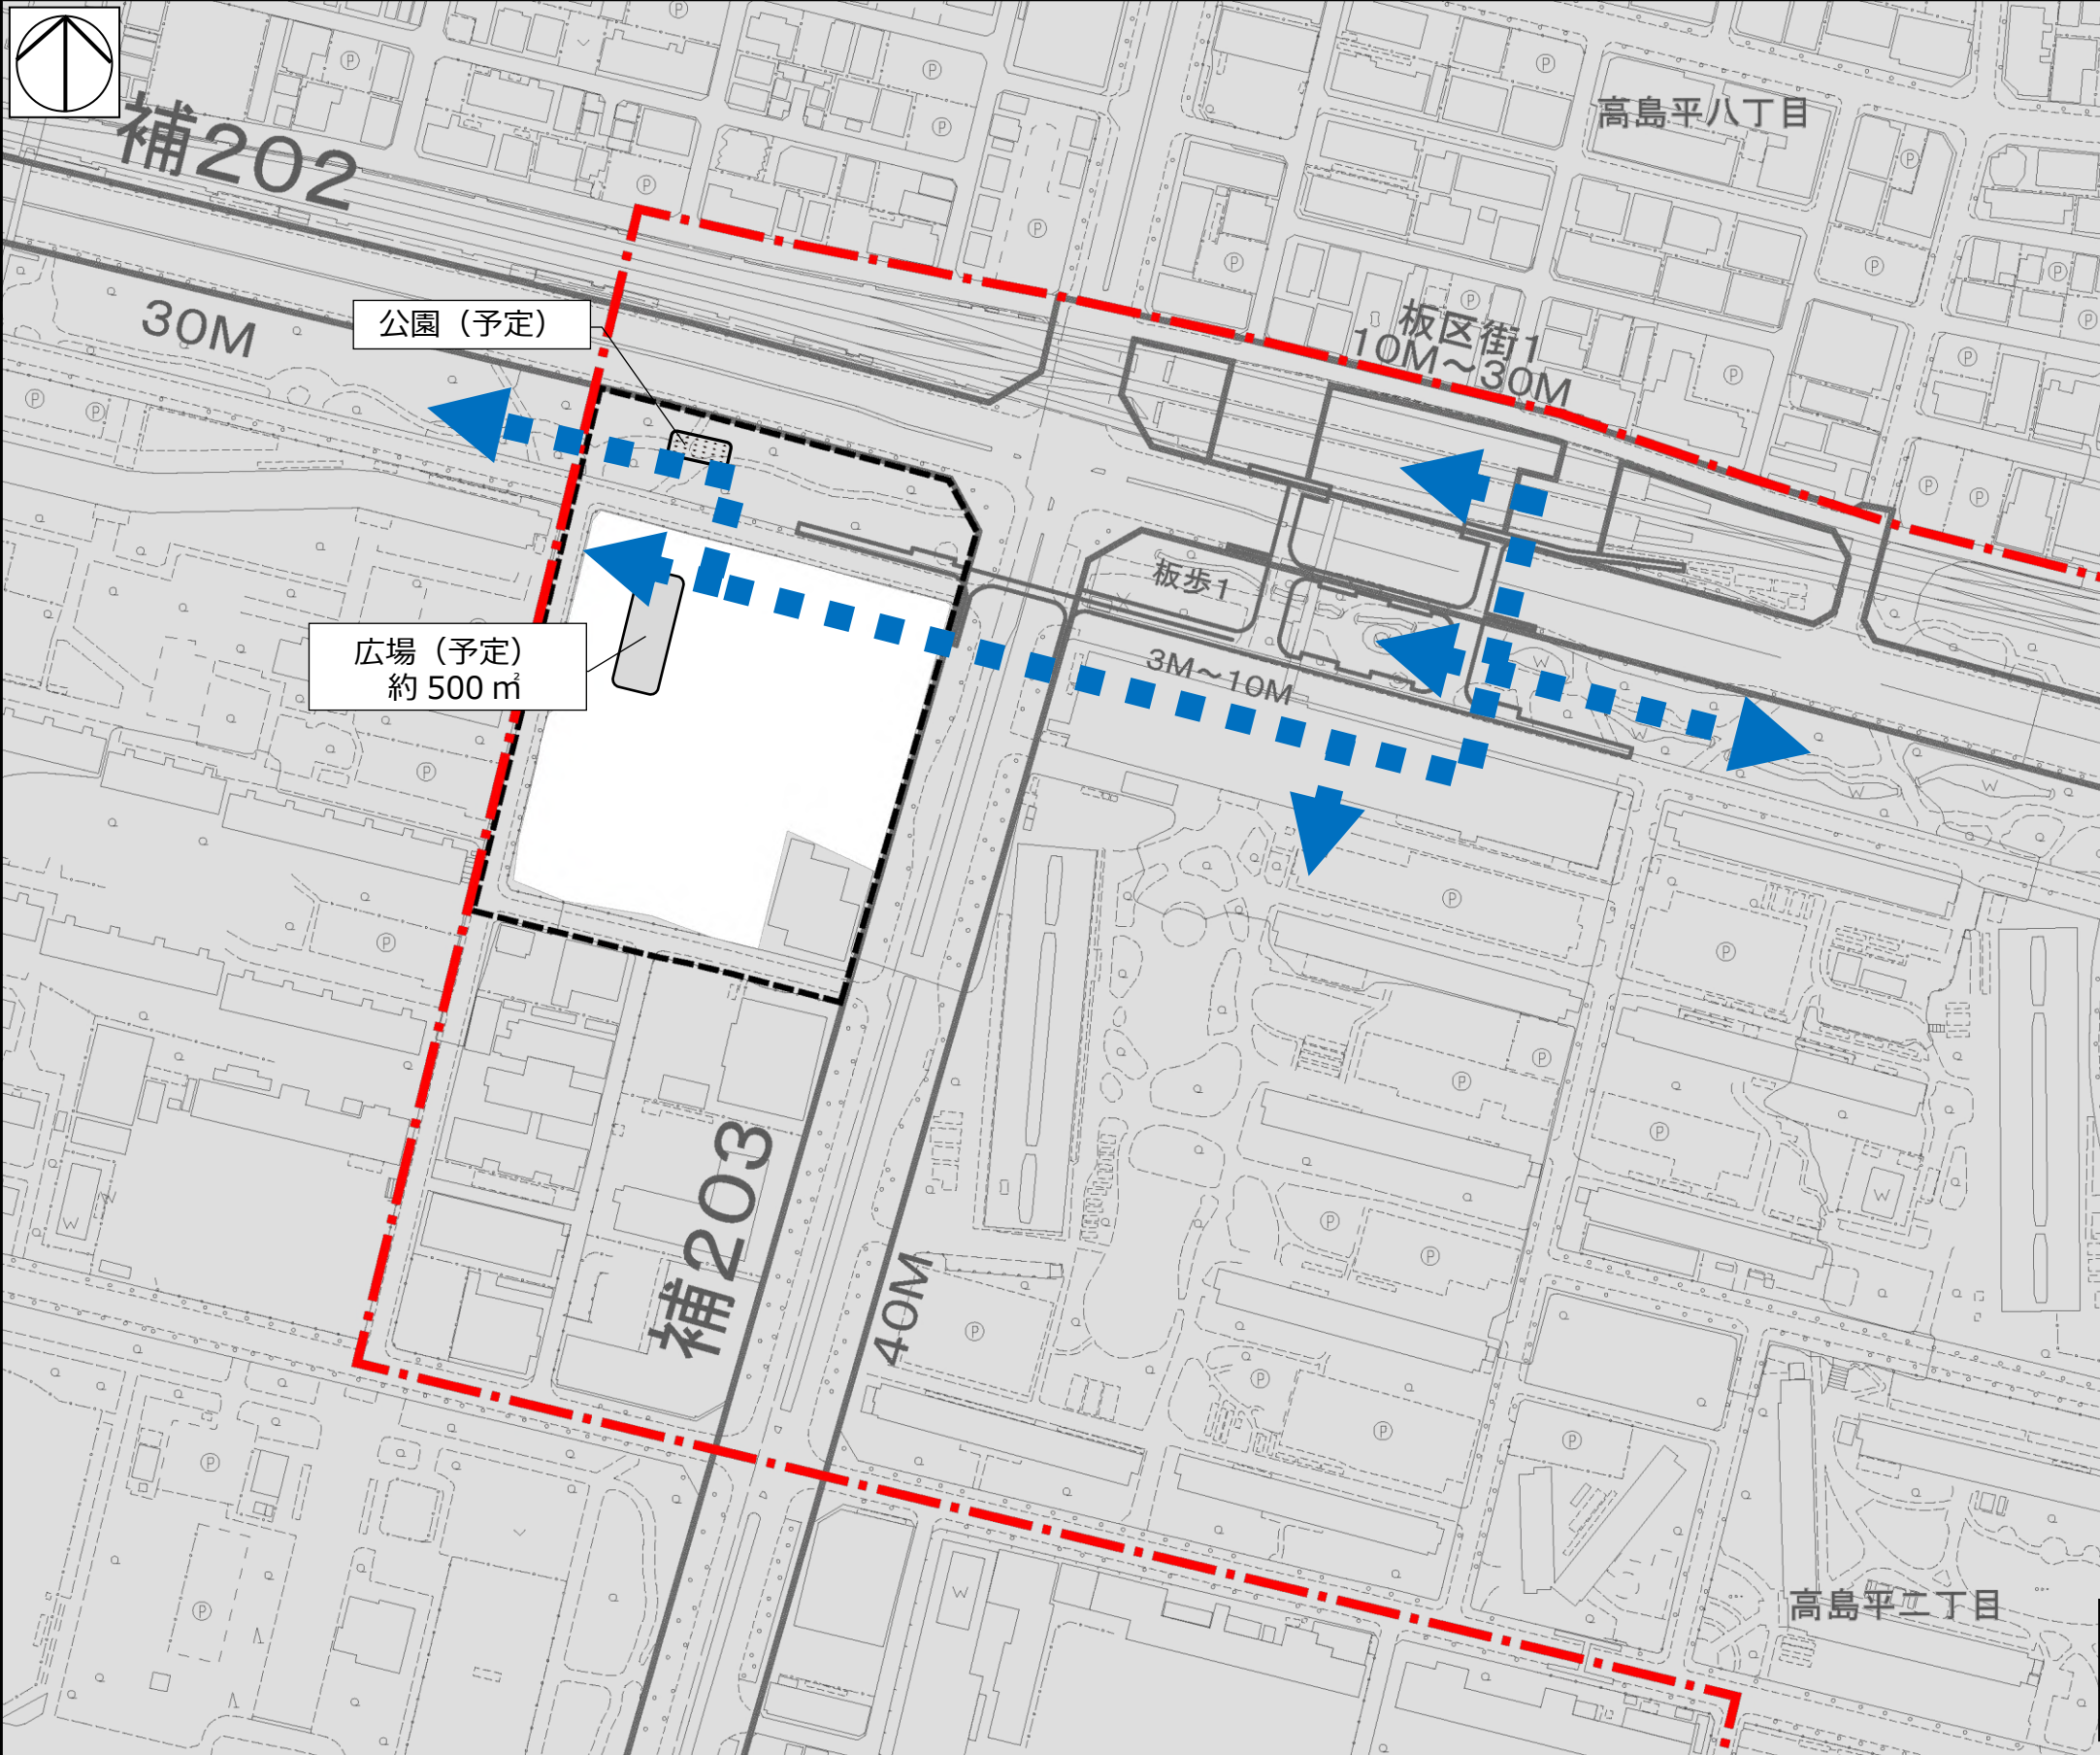 高島平八丁目
補202
30M
公園（予定）
板区街1
10M～30M
板歩1
3M～10M
広場（予定）
約 500 ㎡
補203
40M
高島平二丁目